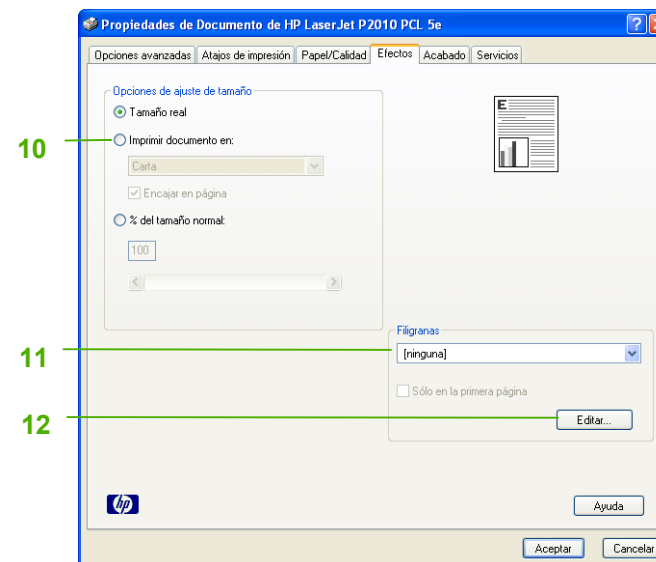 Propiedades de Documento de HP LaserJet P2010 PCL 5e
Opciones avanzadas Atajos de impresión Papel/Calidad Efectos Acabado Servicios
Opciones de ajuste de tamaño
Tamaño real
10
Imprimir documento en:
Carta
Encajar en página
% del tamaño normal:
100
E
Filigranas
11
[ninguna]
Sólo en la primera página
12
Editar...
hp
Ayuda
Aceptar
Cancelar